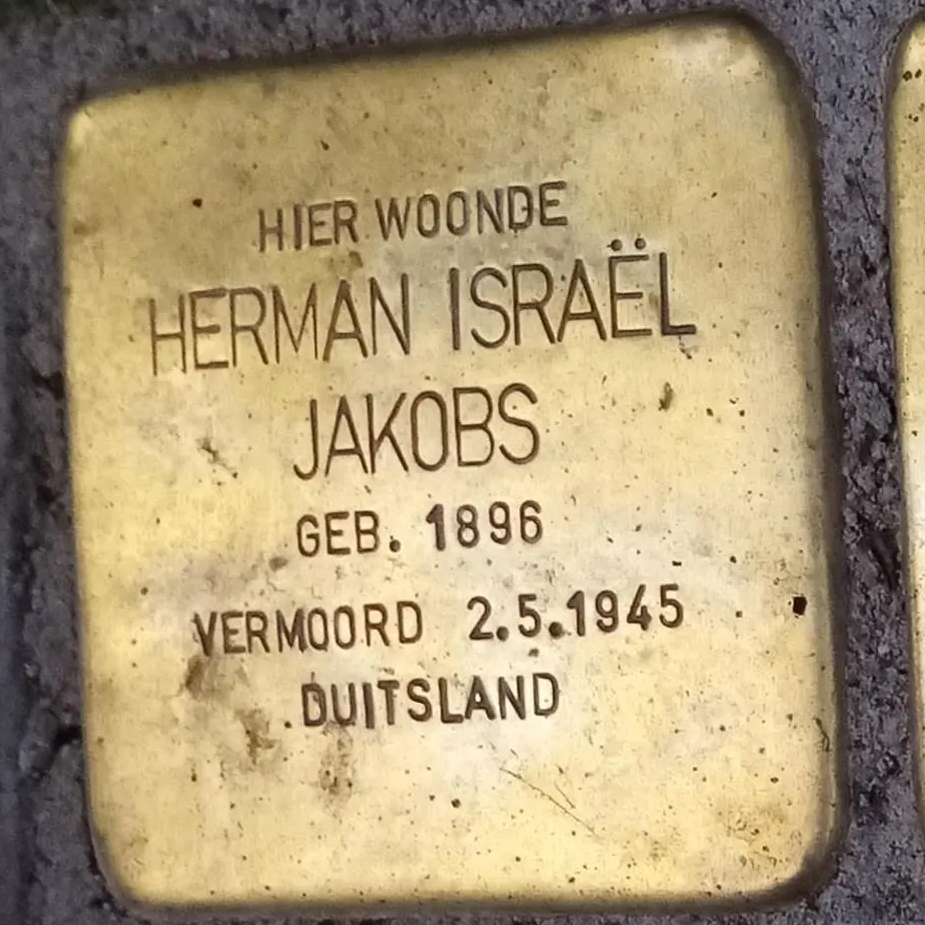 HIER WOONDE
HERMAN ISRAËL
JAKOBS
GEB. 1896
VERMOORD 2.5.1945
DUITSLAND